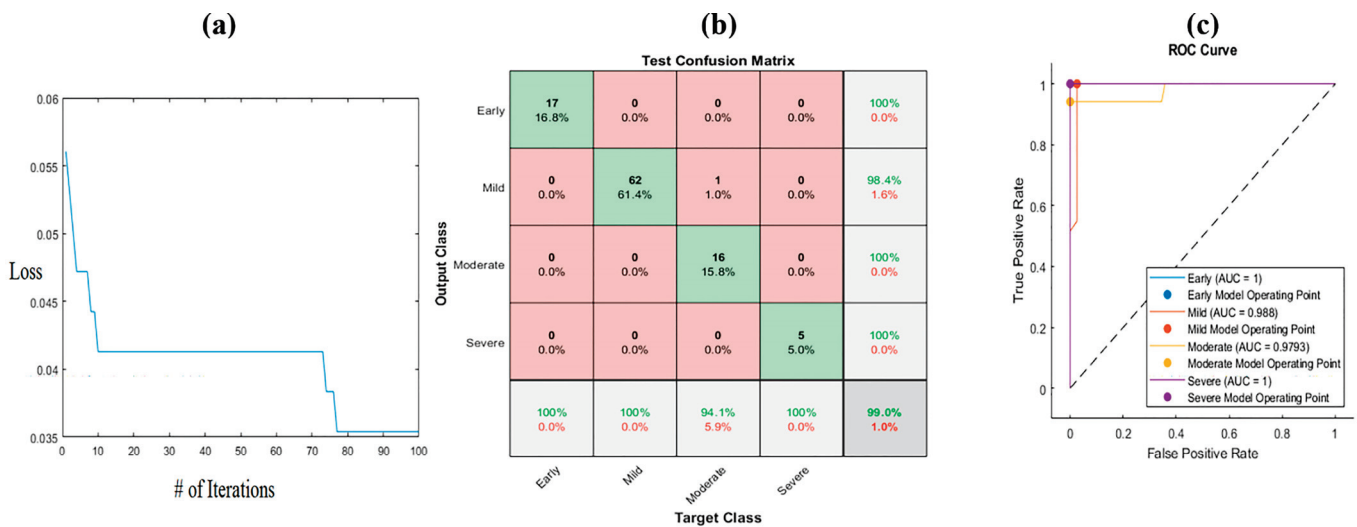 (a)
0.06
0.055
0.05
Loss
0.045
0.04
0.035
0 10 20 30 40 50 60 70 80 90 100
# of Iterations
(b)
Test Confusion Matrix
Output Class
Early
17 0 0 0 100%
16.8% 0.0% 0.0% 0.0% 0.0%
Mild
0 62 1 0 98.4%
0.0% 61.4% 1.0% 0.0% 1.6%
Moderate
0 0 16 0 100%
0.0% 0.0% 15.8% 0.0% 0.0%
Severe
0 0 0 5 100%
0.0% 0.0% 0.0% 5.0% 0.0%
100% 100% 94.1% 100% 99.0%
0.0% 0.0% 5.9% 0.0% 1.0%
Early Mild Moderate Severe
Target Class
(c)
ROC Curve
True Positive Rate
1
0.8
0.6
0.4
0.2
0
Early (AUC = 1)
Early Model Operating Point
Mild (AUC = 0.988)
Mild Model Operating Point
Moderate (AUC = 0.9793)
Moderate Model Operating Point
Severe (AUC = 1)
Severe Model Operating Point
0 0.2 0.4 0.6 0.8 1
False Positive Rate